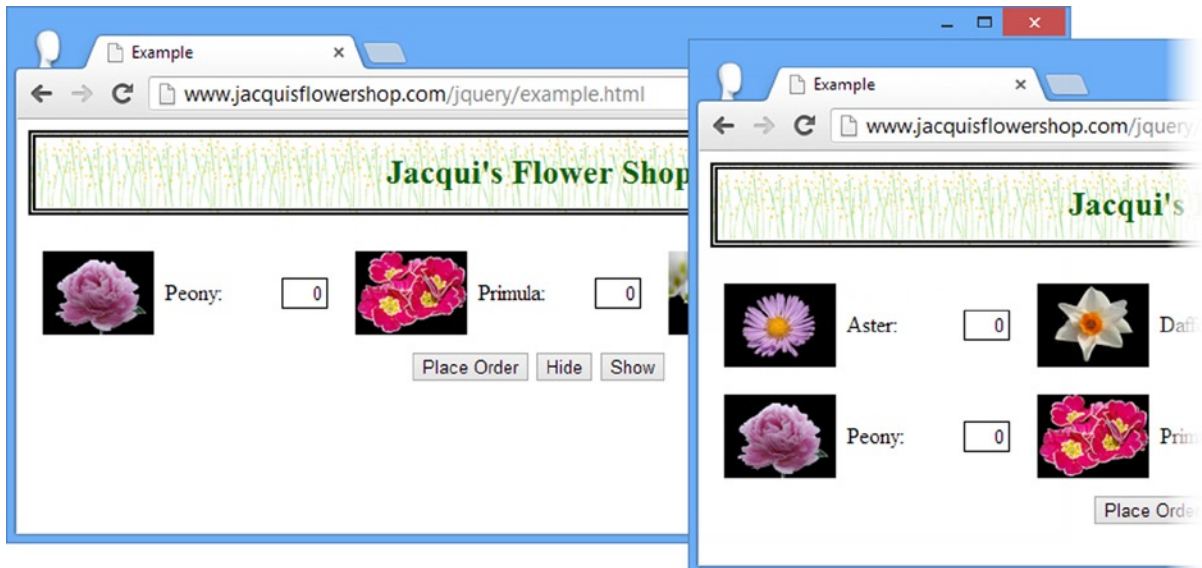 Example
www.jacquisflowershop.com/jquery/example.html
Jacqui's Flower Shop
Peony: 0
Primula: 0
Place Order Hide Show
Example
www.jacquisflowershop.com/jquery
Jacqui's
Aster: 0
Peony: 0
Place